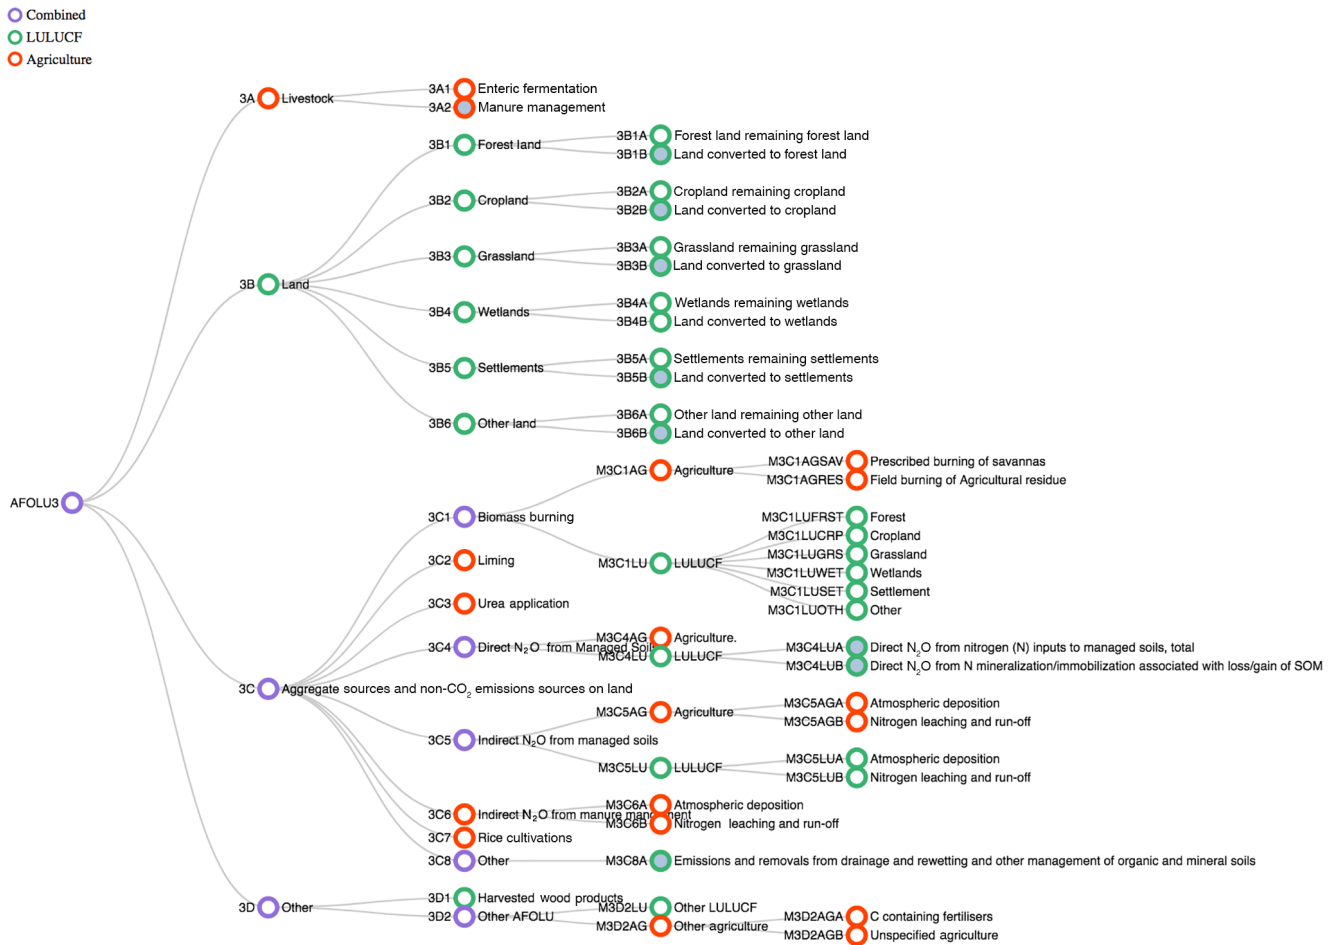 Combined
LULUCF
Agriculture
3A Livestock
3A1 Enteric fermentation
3A2 Manure management
3B Land
3B1 Forest land
3B1A Forest land remaining forest land
3B1B Land converted to forest land
3B2 Cropland
3B2A Cropland remaining cropland
3B2B Land converted to cropland
3B3 Grassland
3B3A Grassland remaining grassland
3B3B Land converted to grassland
3B4 Wetlands
3B4A Wetlands remaining wetlands
3B4B Land converted to wetlands
3B5 Settlements
3B5A Settlements remaining settlements
3B5B Land converted to settlements
3B6 Other land
3B6A Other land remaining other land
3B6B Land converted to other land
AFOLU3
3C Aggregate sources and non-CO₂ emissions sources on land
3C1 Biomass burning
M3C1AG Agriculture
M3C1AGSAV Prescribed burning of savannas
M3C1AGRES Field burning of Agricultural residue
M3C1LU LULUCF
M3C1LUFRST Forest
M3C1LUCRP Cropland
M3C1LUGRS Grassland
M3C1LUWET Wetlands
M3C1LUSET Settlement
M3C1LUOTH Other
3C2 Liming
3C3 Urea application
3C4 Direct N₂O from Managed Soils
M3C4AG Agriculture.
M3C4LU LULUCF
M3C4LUA Direct N₂O from nitrogen (N) inputs to managed soils, total
M3C4LUB Direct N₂O from N mineralization/immobilization associated with loss/gain of SOM
3C5 Indirect N₂O from managed soils
M3C5AG Agriculture
M3C5AGA Atmospheric deposition
M3C5AGB Nitrogen leaching and run-off
M3C5LU LULUCF
M3C5LUA Atmospheric deposition
M3C5LUB Nitrogen leaching and run-off
3C6 Indirect N₂O from manure
M3C6A Atmospheric deposition
M3C6B Nitrogen leaching and run-off
3C7 Rice cultivations
3C8 Other
M3C8A Emissions and removals from drainage and rewetting and other management of organic and mineral soils
3D Other
3D1 Harvested wood products
3D2 Other AFOLU
M3D2LU Other LULUCF
M3D2AG Other agriculture
M3D2AGA C containing fertilisers
M3D2AGB Unspecified agriculture